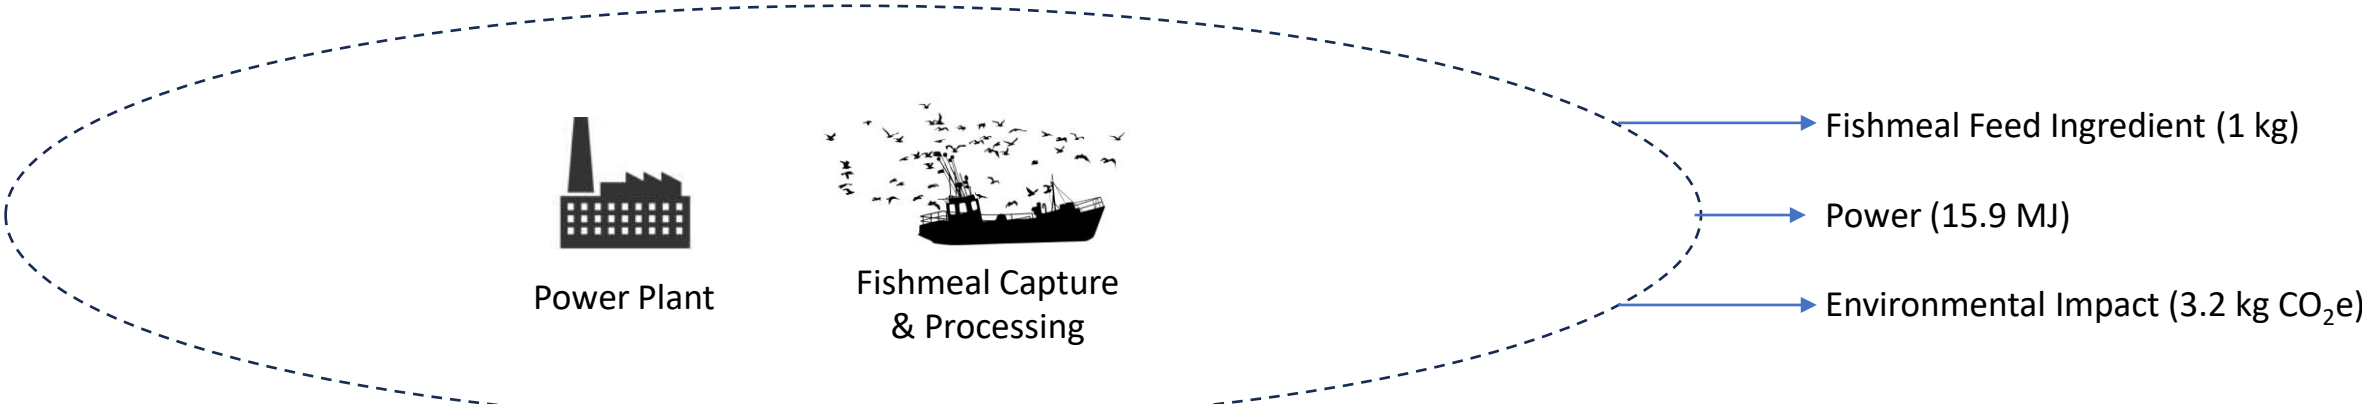 Fishmeal Feed Ingredient (1 kg)
Power (15.9 MJ)
Environmental Impact (3.2 kg CO₂e)
Power Plant
Fishmeal Capture
& Processing